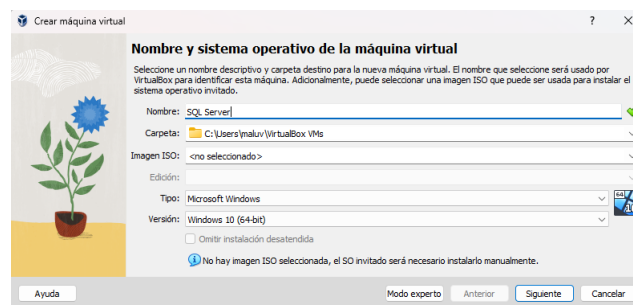 Crear máquina virtual
Nombre y sistema operativo de la máquina virtual
Seleccione un nombre descriptivo y carpeta destino para la nueva máquina virtual. El nombre que seleccione será usado por
VirtualBox para identificar esta máquina. Adicionalmente, puede seleccionar una imagen ISO que puede ser usada para instalar el
sistema operativo invitado.
Nombre: SQL Server
Carpeta: C:\Users\maluv\VirtualBox VMs
Imagen ISO: <no seleccionado>
Edición:
Tipo: Microsoft Windows
64
Versión: Windows 10 (64-bit)
10
Omitir instalación desatendida
No hay imagen ISO seleccionada, el SO invitado será necesario instalarlo manualmente.
Ayuda Modo experto Anterior Siguiente Cancelar